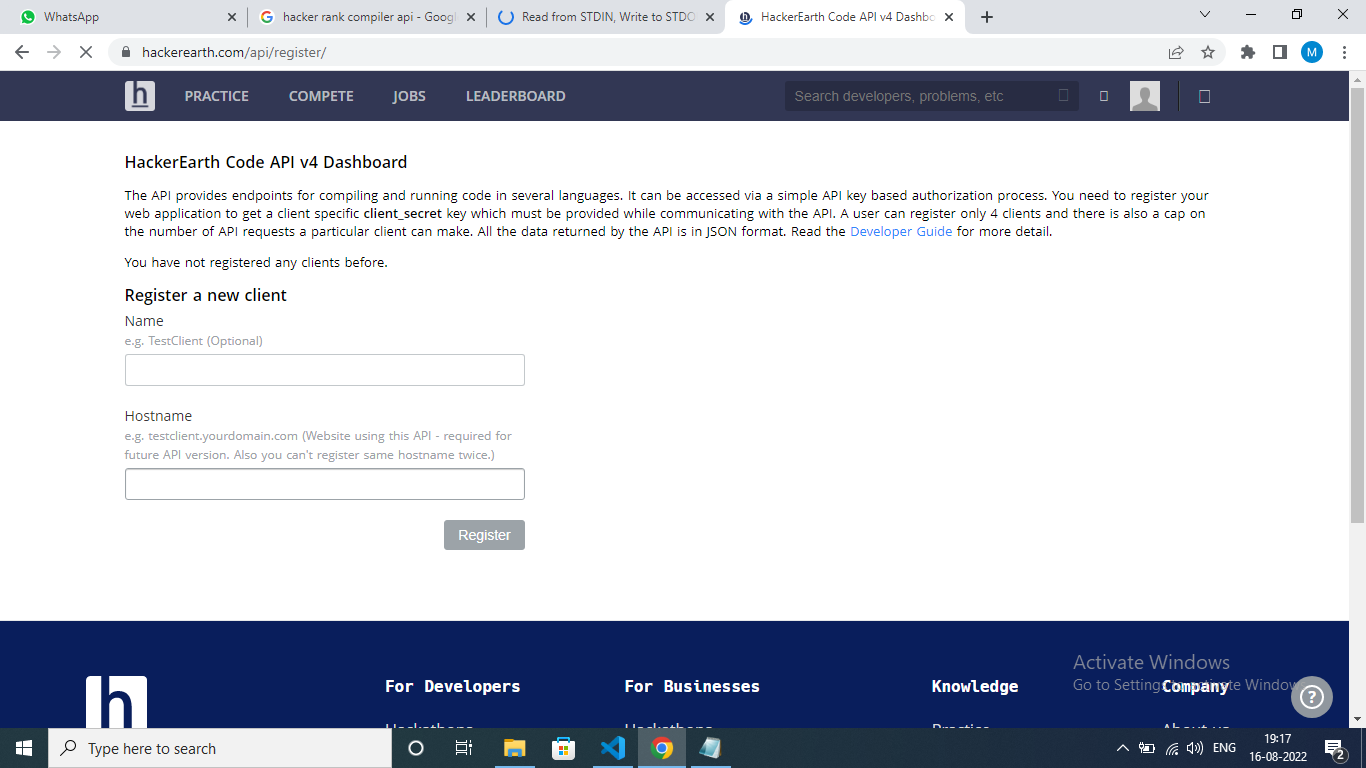 WhatsApp
hacker rank compiler api - Googl
Read from STDIN, Write to STDO
HackerEarth Code API v4 Dashbo
hackerearth.com/api/register/
M
h PRACTICE COMPETE JOBS LEADERBOARD
Search developers, problems, etc
HackerEarth Code API v4 Dashboard
The API provides endpoints for compiling and running code in several languages. It can be accessed via a simple API key based authorization process. You need to register your
web application to get a client specific client_secret key which must be provided while communicating with the API. A user can register only 4 clients and there is also a cap on
the number of API requests a particular client can make. All the data returned by the API is in JSON format. Read the Developer Guide for more detail.
You have not registered any clients before.
Register a new client
Name
e.g. TestClient (Optional)
Hostname
e.g. testclient.yourdomain.com (Website using this API - required for
future API version. Also you can't register same hostname twice.)
Register
Activate Windows
Go to Settings to activate Window
h
For Developers
For Businesses
Knowledge
Company
Hackathons
Hackathons
Practice
About us
?
Type here to search
ENG
19:17
16-08-2022
2